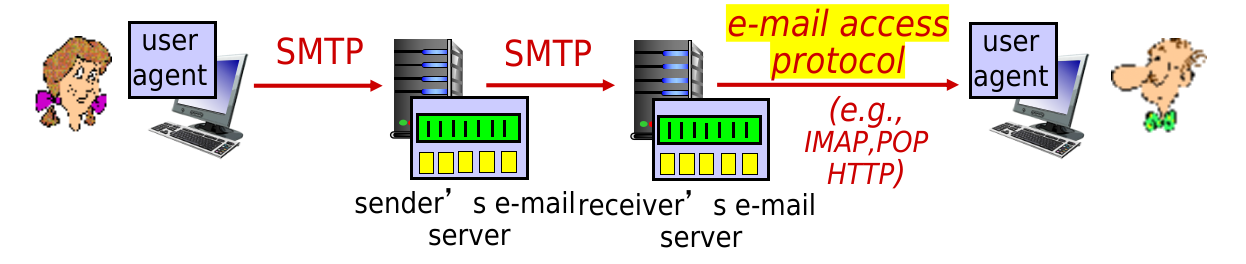 user
agent
SMTP
SMTP
e-mail access
protocol
(e.g.,
IMAP,POP
HTTP)
user
agent
sender’ s e-mail
server
receiver’ s e-mail
server